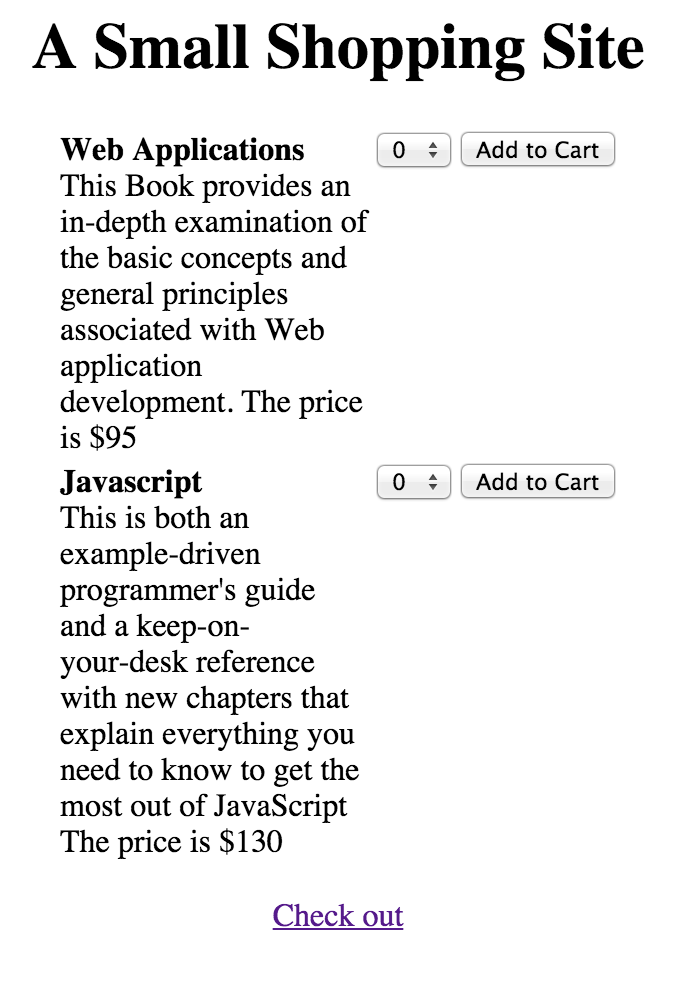 A Small Shopping Site
Web Applications 0 Add to Cart
This Book provides an
in-depth examination of
the basic concepts and
general principles
associated with Web
application
development. The price
is $95
Javascript 0 Add to Cart
This is both an
example-driven
programmer's guide
and a keep-on-
your-desk reference
with new chapters that
explain everything you
need to know to get the
most out of JavaScript
The price is $130
Check out